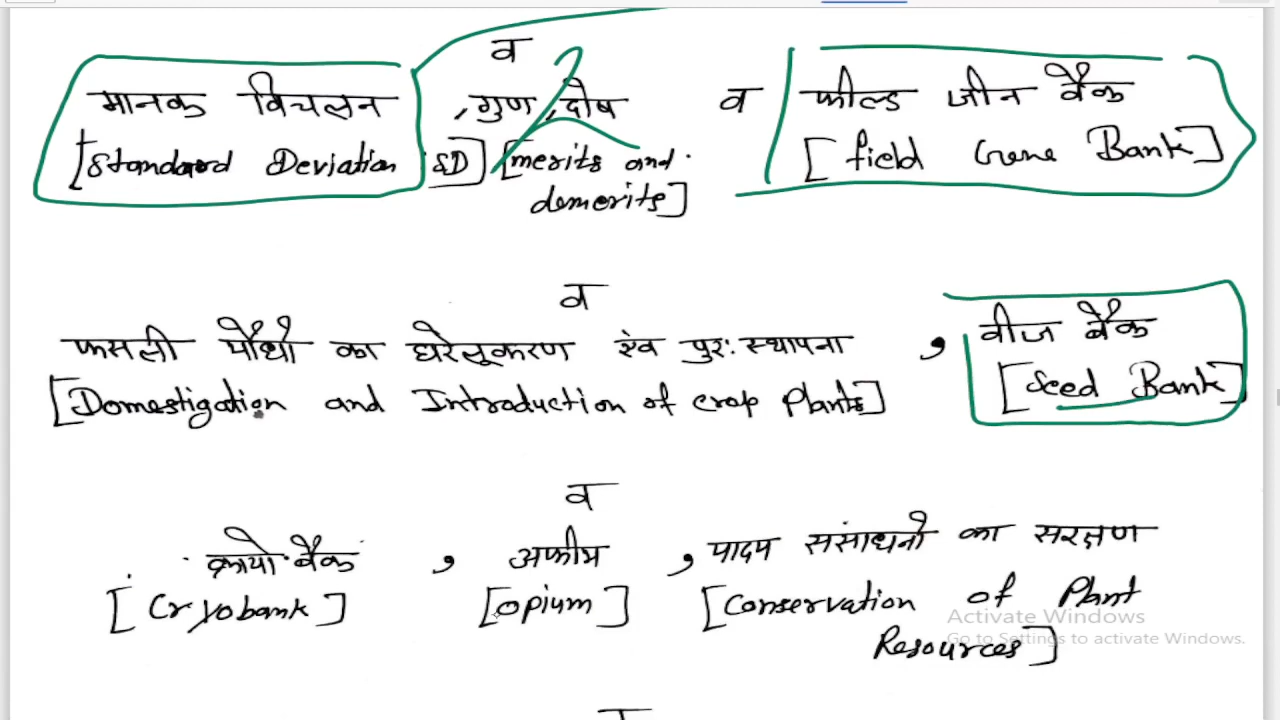 व
मानक विचलन ,गुण ,दोष व फील्ड जीन बैंक
[Standard Deviation SD] [merits and demerits] [field Gene Bank]
व
फसली पौधों का घरेलूकरण एंव पुरः स्थापना , बीज बैंक
[Domestigation and Introduction of crop Plants] [Seed Bank]
व
क्रायो बैंक , अफीम , पादप संसाधनों का सरक्षण
[Cryobank] [opium] [Conservation of Plant
Resources]
Activate Windows
Go to Settings to activate Windows.